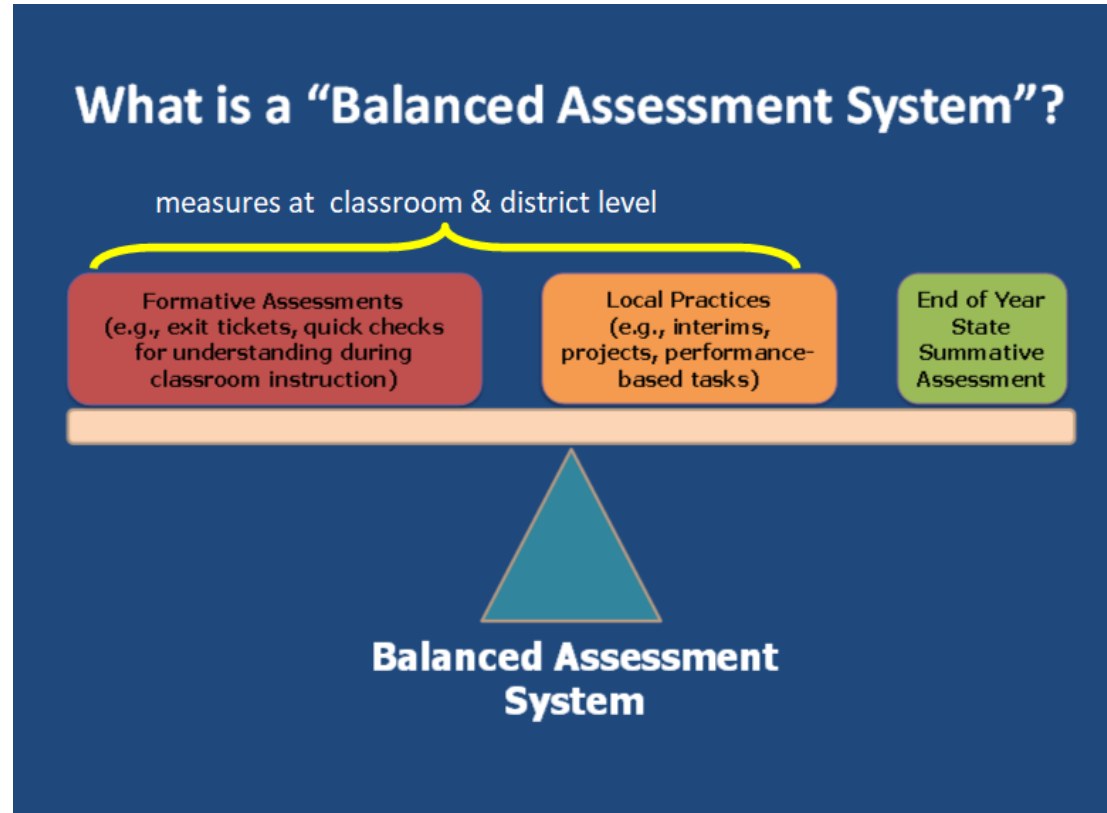 What is a “Balanced Assessment System”?
measures at classroom & district level
Formative Assessments
(e.g., exit tickets, quick checks
for understanding during
classroom instruction)
Local Practices
(e.g., interims,
projects, performance-
based tasks)
End of Year
State
Summative
Assessment
Balanced Assessment
System